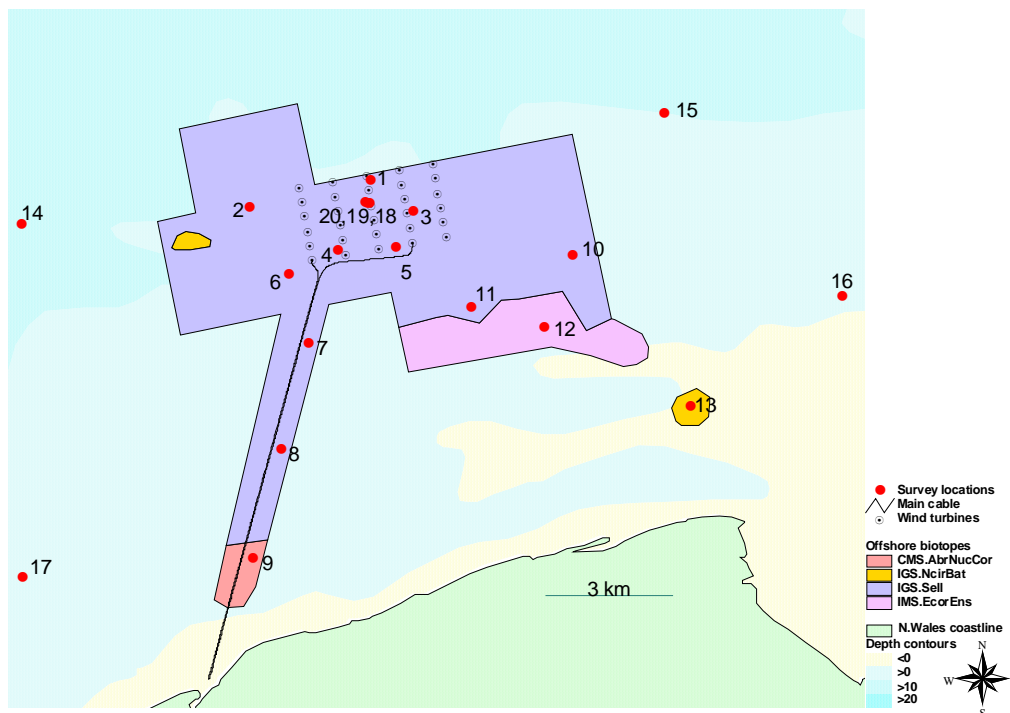 15
1
14
2
20,19,18
3
4
5
10
6
16
11
12
7
13
8
9
17
3 km
Survey locations
Main cable
Wind turbines
Offshore biotopes
CMS.AbrNucCor
IGS.NcirBat
IGS.Sell
IMS.EcorEns
N.Wales coastline
Depth contours
<0
>0
>10
>20
N
W
S